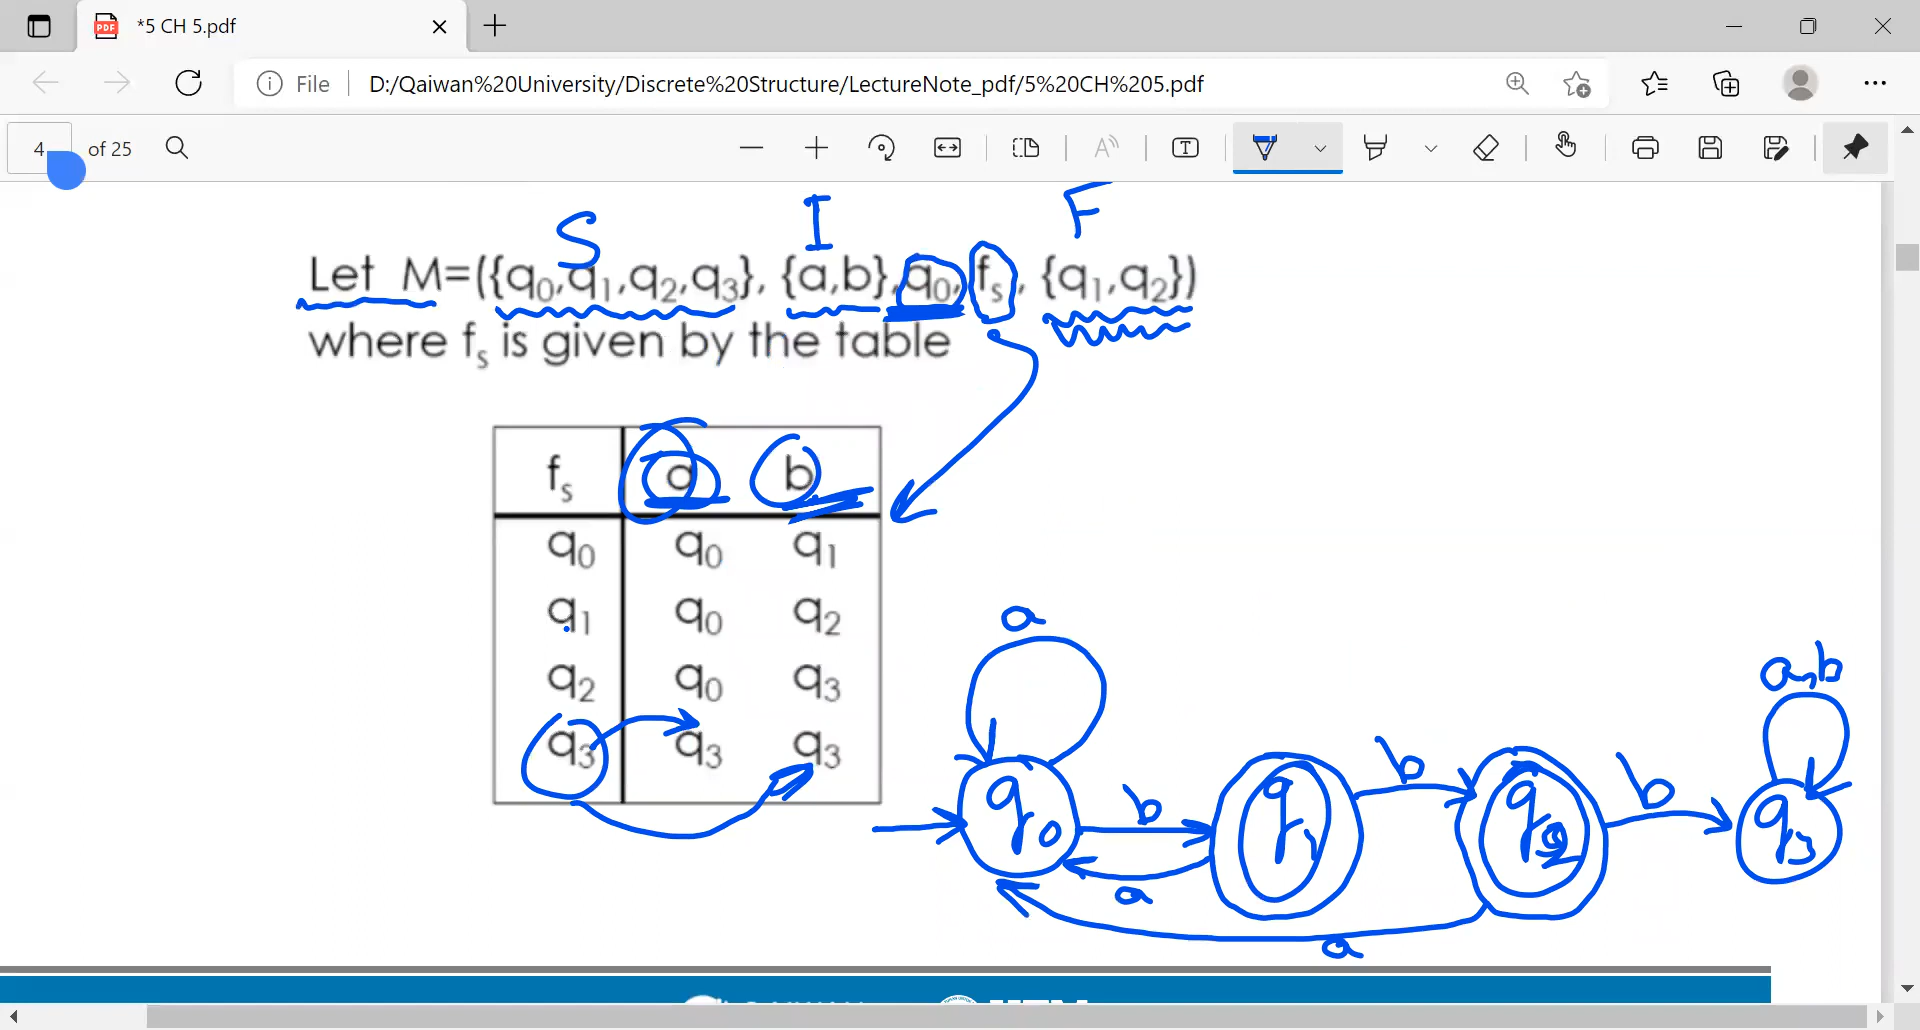 *5 CH 5.pdf
File D:/Qaiwan%20University/Discrete%20Structure/LectureNote_pdf/5%20CH%205.pdf
4 of 25
S I F
Let M=({q₀,q₁,q₂,q₃}, {a,b},q₀, fₛ, {q₁,q₂})
where fₛ is given by the table
fₛ a b
q₀ q₀ q₁
q₁ q₀ q₂
q₂ q₀ q₃
q₃ q₃ q₃
a
a,b
b b b
q₀ q₁ q₂ q₃
a
a